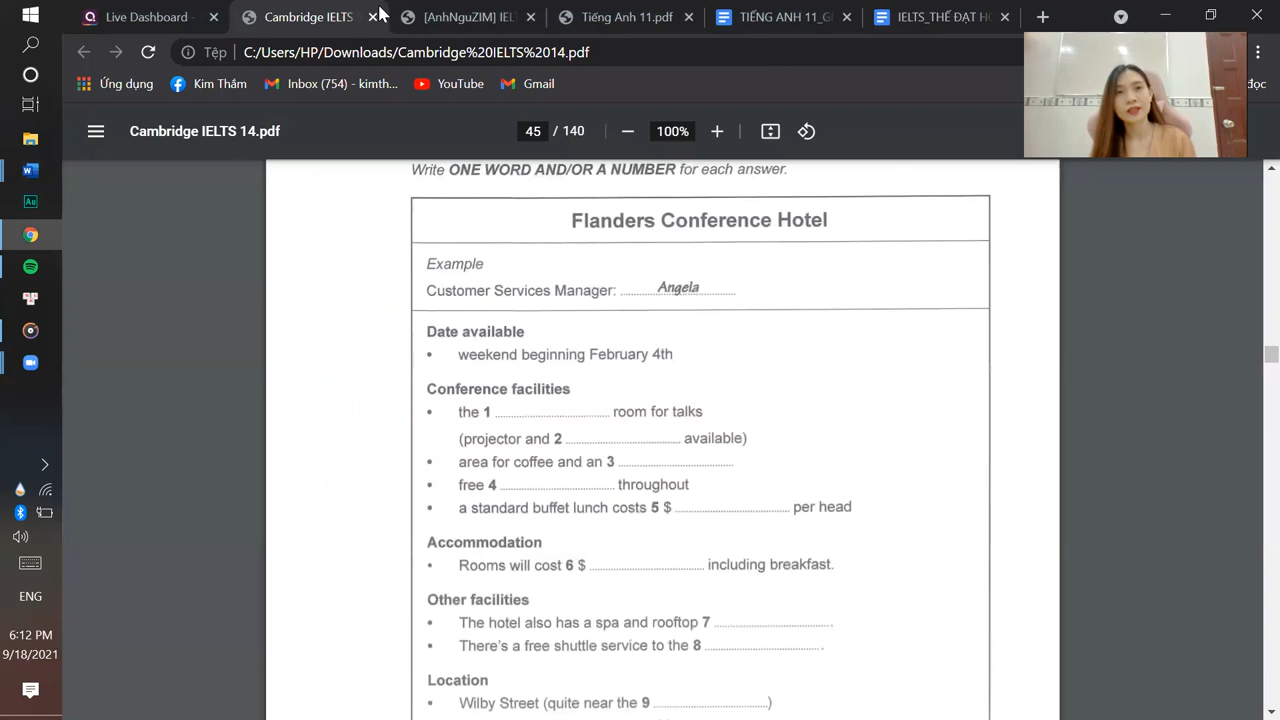 Live Dashboard -
Cambridge IELTS
[AnhNguZIM] IEL
Tiếng Anh 11.pdf
TIẾNG ANH 11_GI
IELTS_THẾ ĐẠT HỌ
Tệp
C:/Users/HP/Downloads/Cambridge%20IELTS%2014.pdf
Ứng dụng
Kim Thắm
Inbox (754) - kimth...
YouTube
Gmail
đọc
Cambridge IELTS 14.pdf
45 / 140
100%
Write ONE WORD AND/OR A NUMBER for each answer.
Flanders Conference Hotel
Example
Customer Services Manager: Angela
Date available
• weekend beginning February 4th
Conference facilities
• the 1 .............................. room for talks
(projector and 2 .............................. available)
• area for coffee and an 3 ..............................
• free 4 .............................. throughout
• a standard buffet lunch costs 5 $ .............................. per head
Accommodation
• Rooms will cost 6 $ .............................. including breakfast.
Other facilities
• The hotel also has a spa and rooftop 7 .............................. .
• There's a free shuttle service to the 8 .............................. .
Location
• Wilby Street (quite near the 9 ..............................)
ENG
6:12 PM
9/18/2021